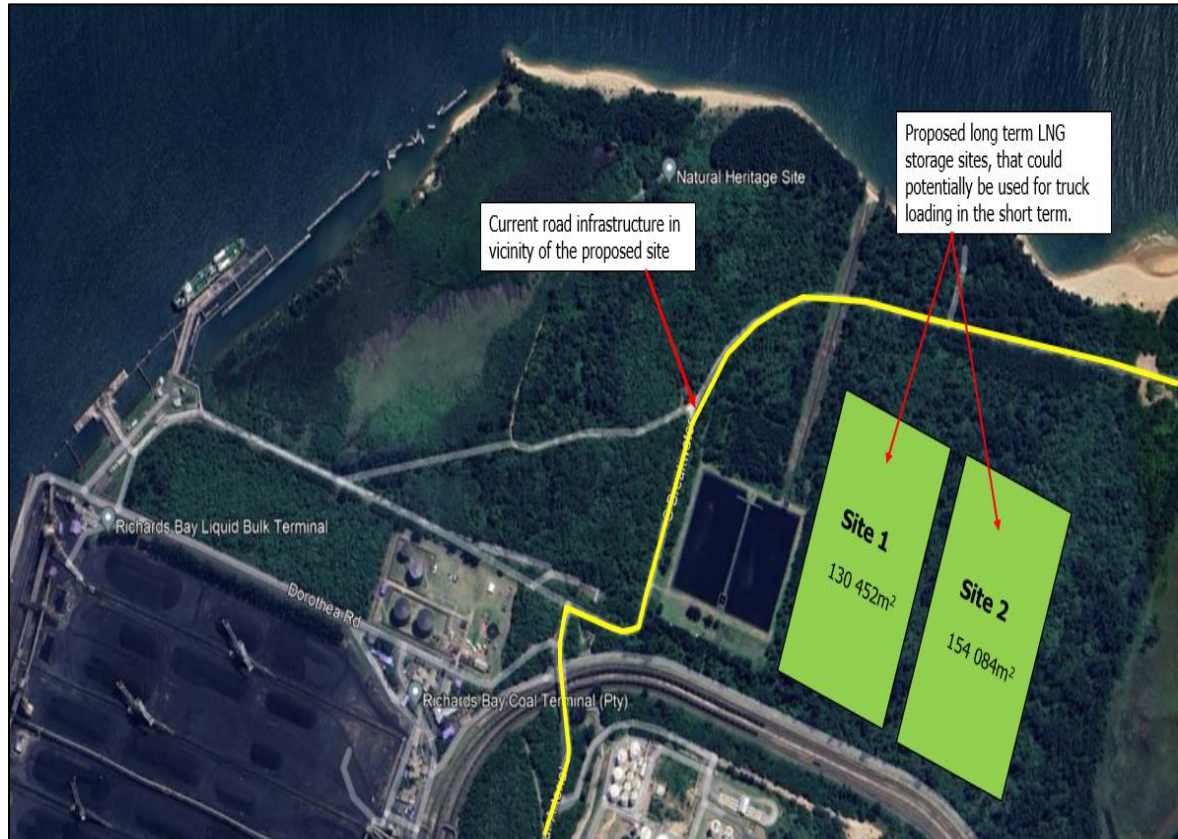 Proposed long term LNG
storage sites, that could
potentially be used for truck
loading in the short term.
Natural Heritage Site
Current road infrastructure in
vicinity of the proposed site
Site 1
130 452m²
Site 2
154 084m²
Richards Bay Liquid Bulk Terminal
Dorothea Rd
Richards Bay Coal Terminal (Pty)